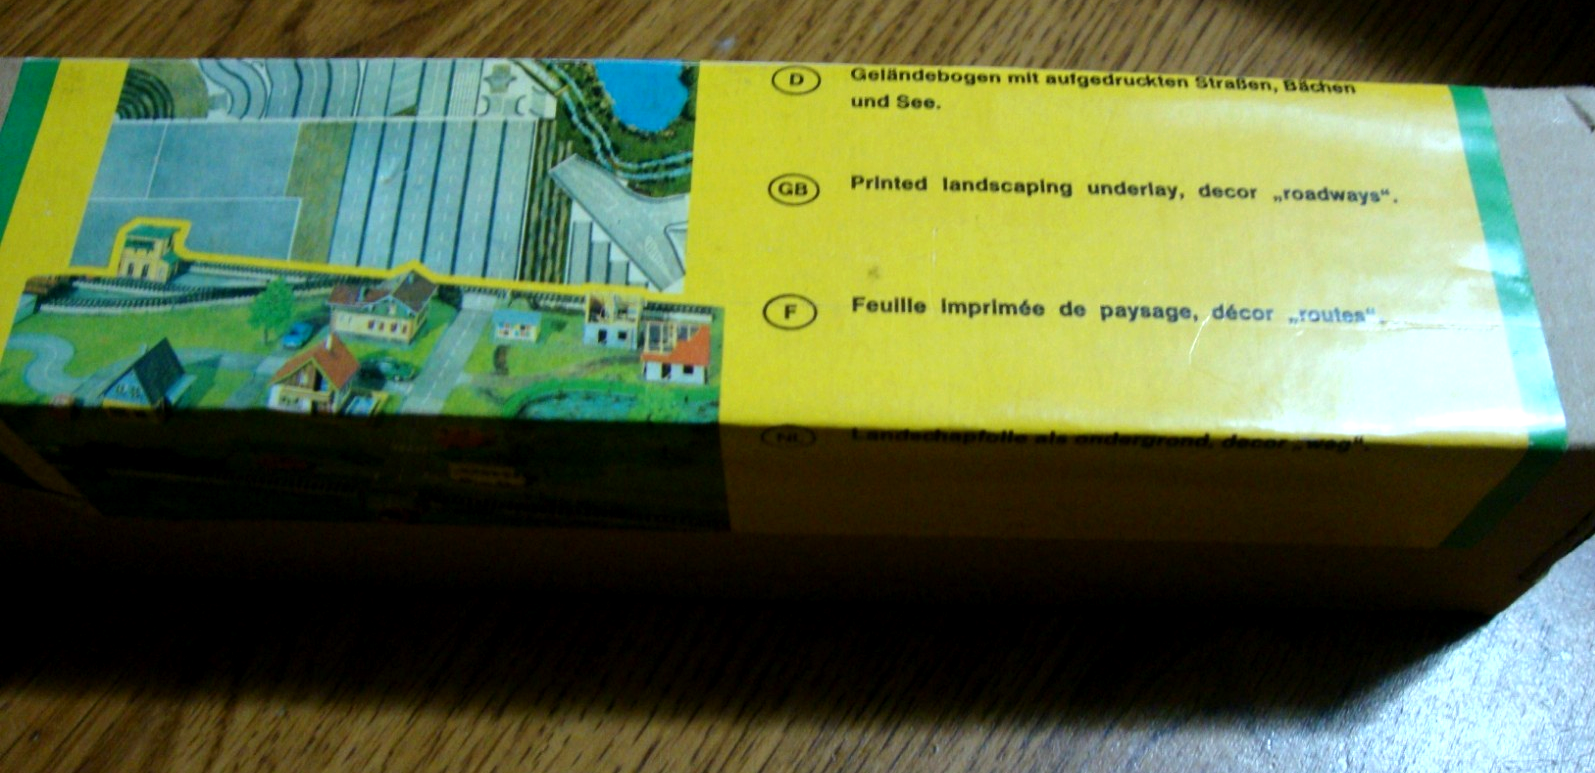 D Geländebogen mit aufgedruckten Straßen, Bächen
und See.
GB Printed landscaping underlay, decor „roadways“.
F Feuille imprimée de paysage, décor „routes“.
NL Landschapfolie als ondergrond, decor „weg“.